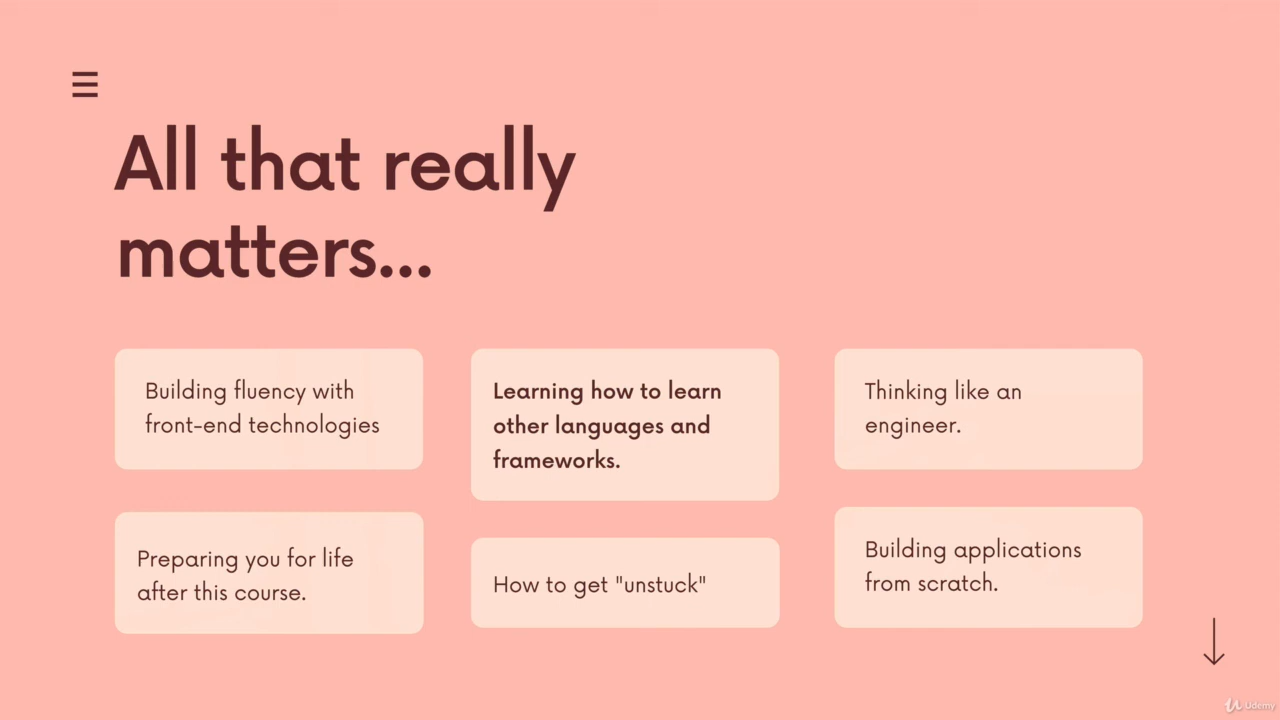 All that really
matters...
Building fluency with
front-end technologies
Learning how to learn
other languages and
frameworks.
Thinking like an
engineer.
Preparing you for life
after this course.
How to get "unstuck"
Building applications
from scratch.
Udemy